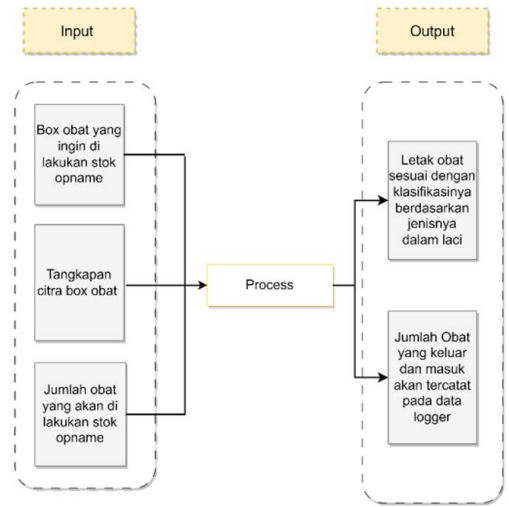 Input
Output
Box obat yang
ingin di
lakukan stok
opname
Tangkapan
citra box obat
Jumlah obat
yang akan di
lakukan stok
opname
Process
Letak obat
sesuai dengan
klasifikasinya
berdasarkan
jenisnya
dalam laci
Jumlah Obat
yang keluar
dan masuk
akan tercatat
pada data
logger